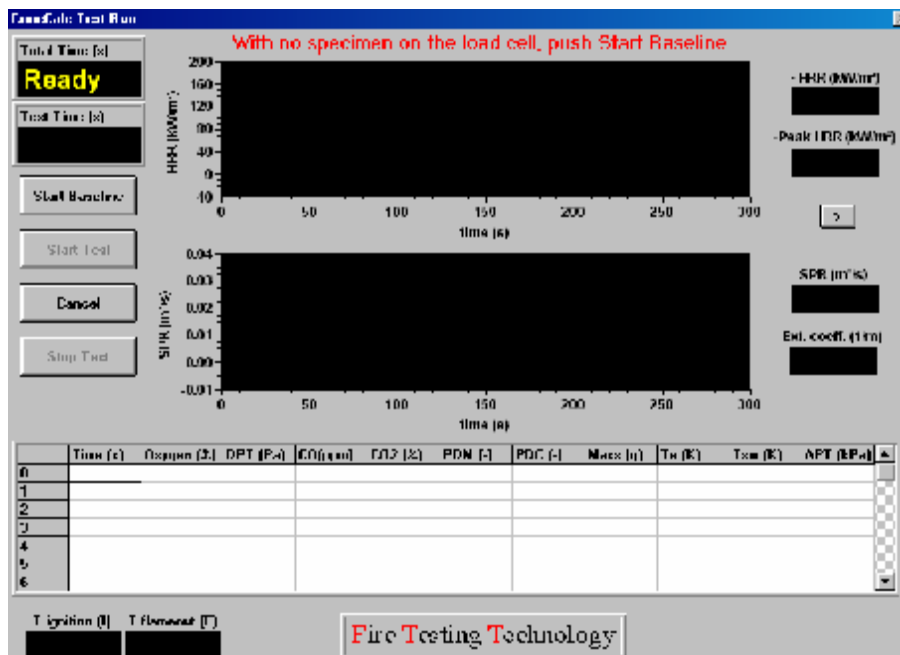 ConeCalc Test Run
With no specimen on the load cell, push Start Baseline
Total Time (s)
Ready
Test Time (s)
Start Baseline
Start Test
Cancel
Stop Test
HRR (kW/m²)
200
160
120
80
40
0
-40
0 50 100 150 200 250 300
time (s)
- HRR (kW/m²)
-Peak HRR (kW/m²)
>
SPR (m²/s)
0.04
0.03
0.02
0.01
0.00
-0.01
0 50 100 150 200 250 300
time (s)
SPR (m²/s)
Ext. coeff. (1/m)
Time (s) Oxygen (%) DPT (Pa) CO(ppm) CO2 (%) PDM (-) PDC (-) Mass (g) Te (K) Tsm (K) APT (kPa)
0
1
2
3
4
5
6
T ignition (I) T flameout (F)
Fire Testing Technology